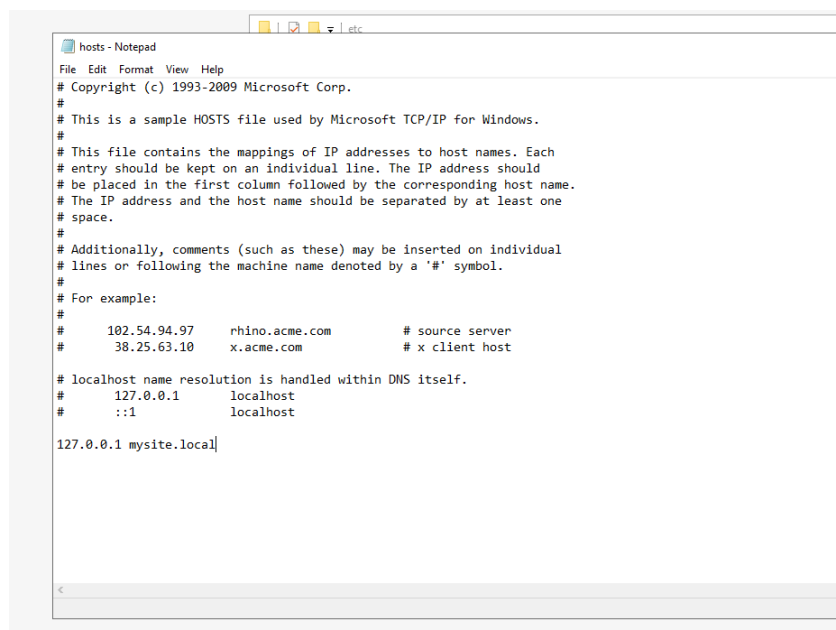 etc
hosts - Notepad
File Edit Format View Help
# Copyright (c) 1993-2009 Microsoft Corp.
#
# This is a sample HOSTS file used by Microsoft TCP/IP for Windows.
#
# This file contains the mappings of IP addresses to host names. Each
# entry should be kept on an individual line. The IP address should
# be placed in the first column followed by the corresponding host name.
# The IP address and the host name should be separated by at least one
# space.
#
# Additionally, comments (such as these) may be inserted on individual
# lines or following the machine name denoted by a '#' symbol.
#
# For example:
#
#      102.54.94.97     rhino.acme.com          # source server
#       38.25.63.10     x.acme.com              # x client host

# localhost name resolution is handled within DNS itself.
#       127.0.0.1       localhost
#       ::1             localhost

127.0.0.1 mysite.local